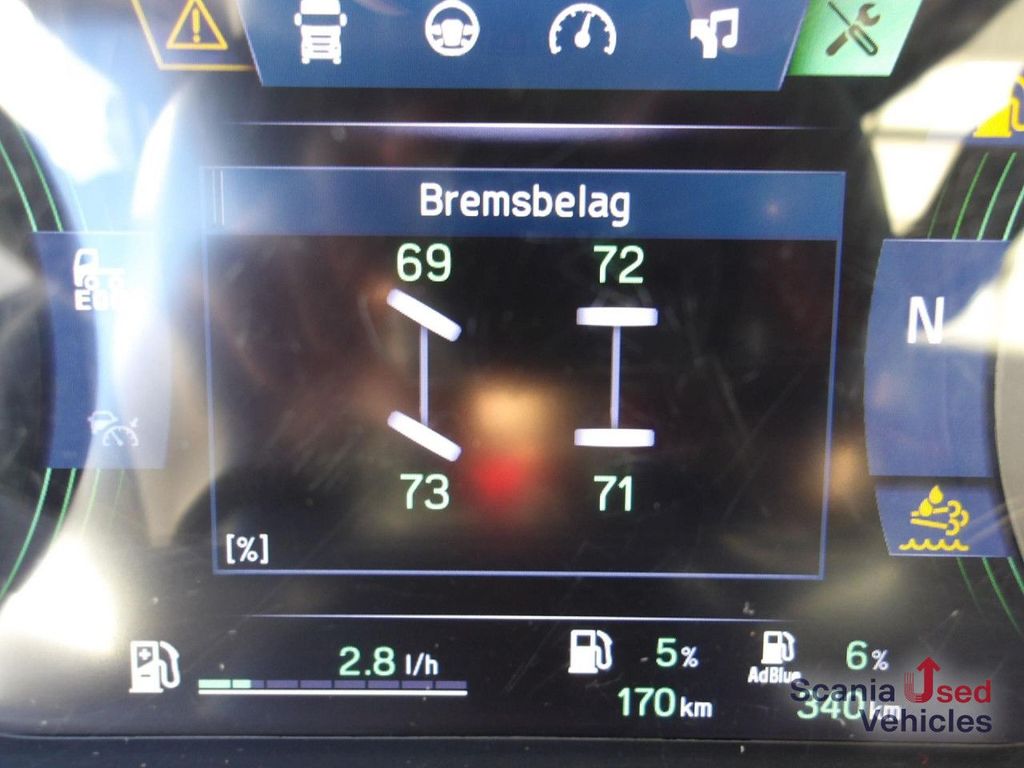 Bremsbelag
69 72
N
73 71
[%]
2.8 l/h
5%
6%
AdBlue
170 km
340 km
Scania Used
Vehicles